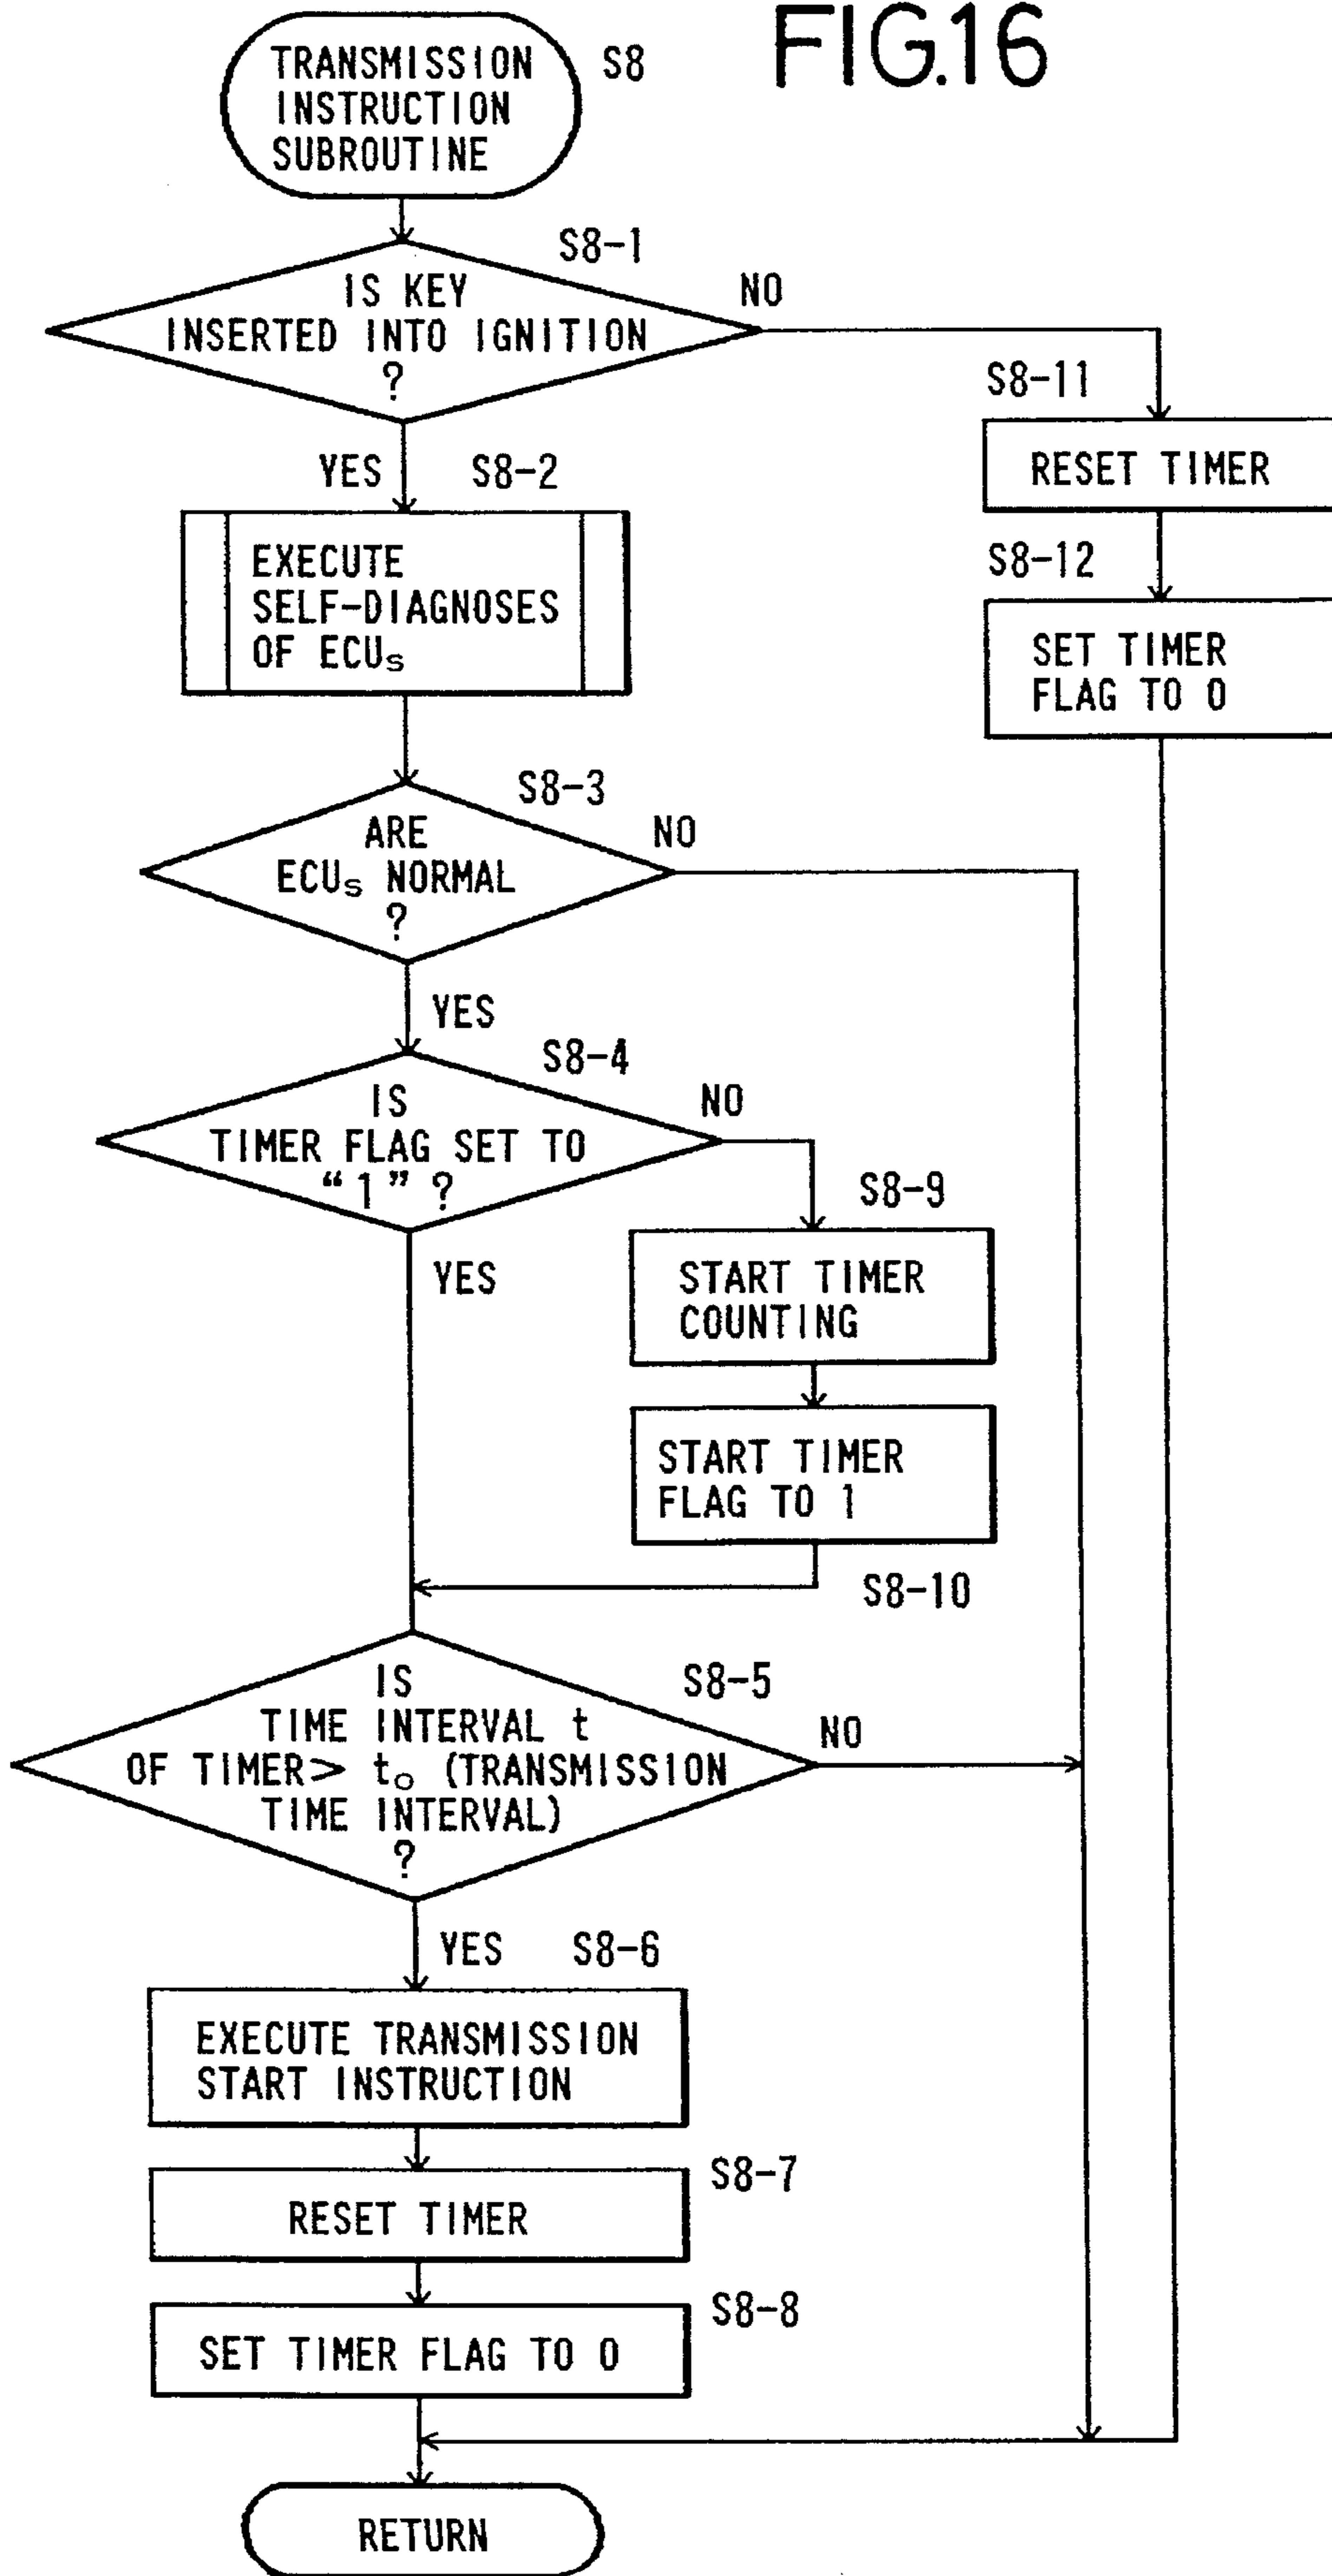 FIG.16
TRANSMISSION
INSTRUCTION
SUBROUTINE
S8
S8-1
IS KEY
INSERTED INTO IGNITION
?
NO
YES
S8-11
RESET TIMER
S8-12
SET TIMER
FLAG TO 0
S8-2
EXECUTE
SELF-DIAGNOSES
OF ECUs
S8-3
ARE
ECUs NORMAL
?
NO
YES
S8-4
IS
TIMER FLAG SET TO
“1” ?
NO
YES
S8-9
START TIMER
COUNTING
START TIMER
FLAG TO 1
S8-10
S8-5
IS
TIME INTERVAL t
OF TIMER> to (TRANSMISSION
TIME INTERVAL)
?
NO
YES
S8-6
EXECUTE TRANSMISSION
START INSTRUCTION
S8-7
RESET TIMER
S8-8
SET TIMER FLAG TO 0
RETURN